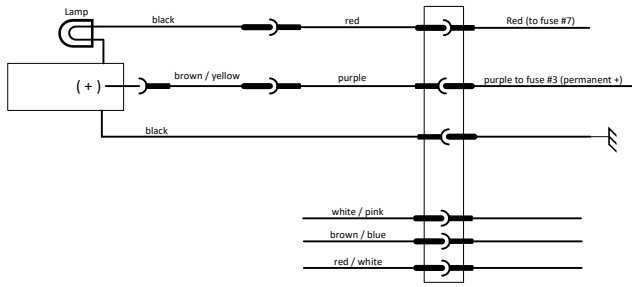 Lamp
black
red
Red (to fuse #7)
(+)
brown / yellow
purple
purple to fuse #3 (permanent +)
black
white / pink
brown / blue
red / white